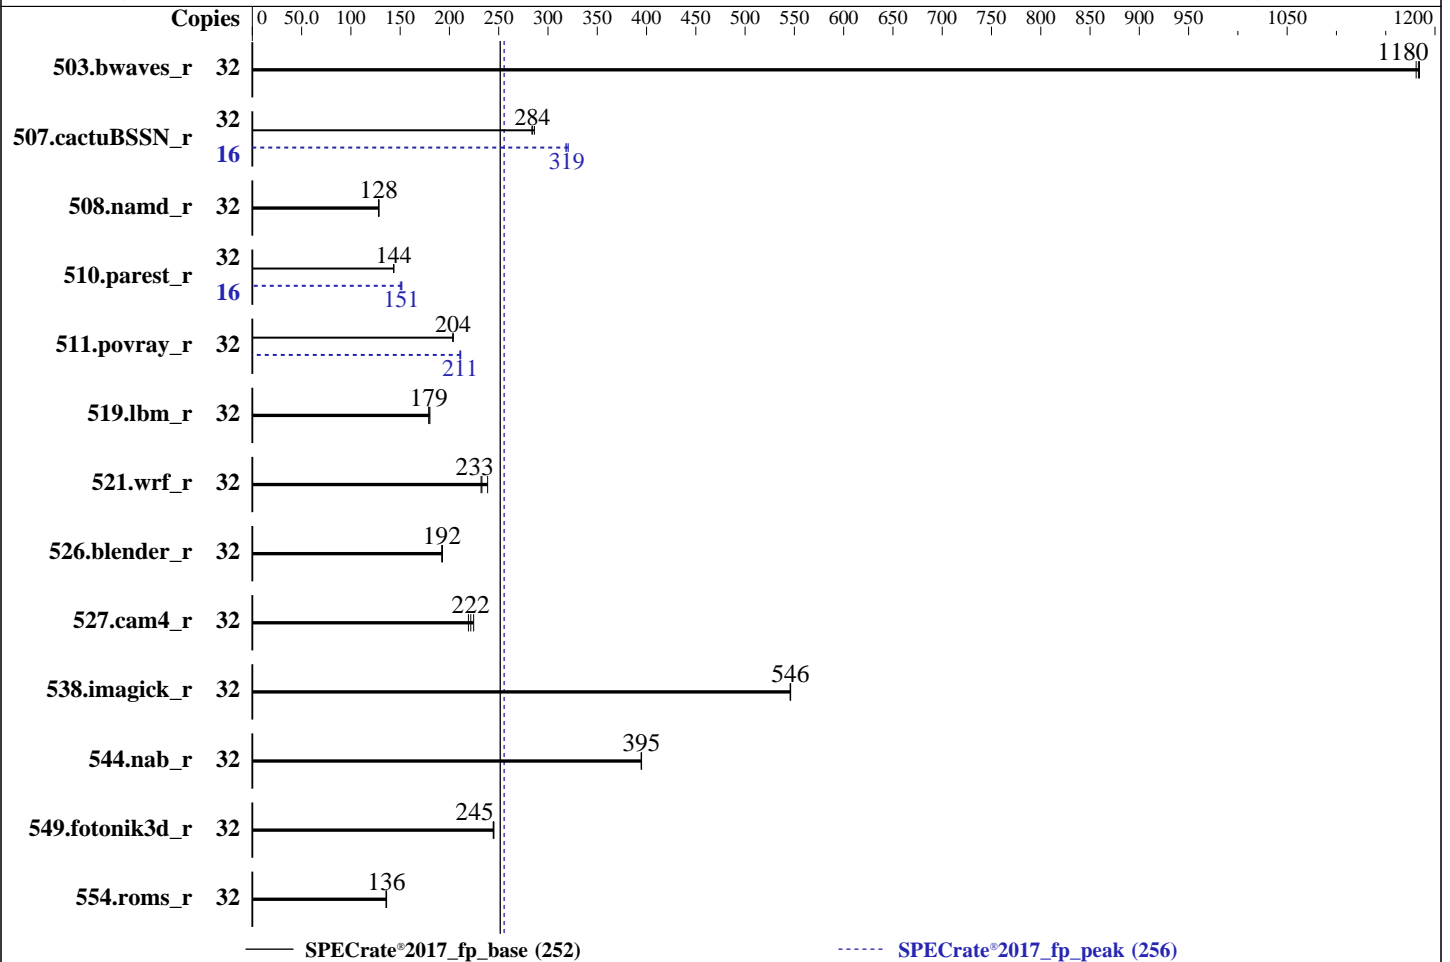 Copies 0 50.0 100 150 200 250 300 350 400 450 500 550 600 650 700 750 800 850 900 950 1050 1200
503.bwaves_r 32 1180
507.cactuBSSN_r 32 284
16 319
508.namd_r 32 128
510.parest_r 32 144
16 151
511.povray_r 32 204
211
519.lbm_r 32 179
521.wrf_r 32 233
526.blender_r 32 192
527.cam4_r 32 222
538.imagick_r 32 546
544.nab_r 32 395
549.fotonik3d_r 32 245
554.roms_r 32 136
SPECrate®2017_fp_base (252) SPECrate®2017_fp_peak (256)